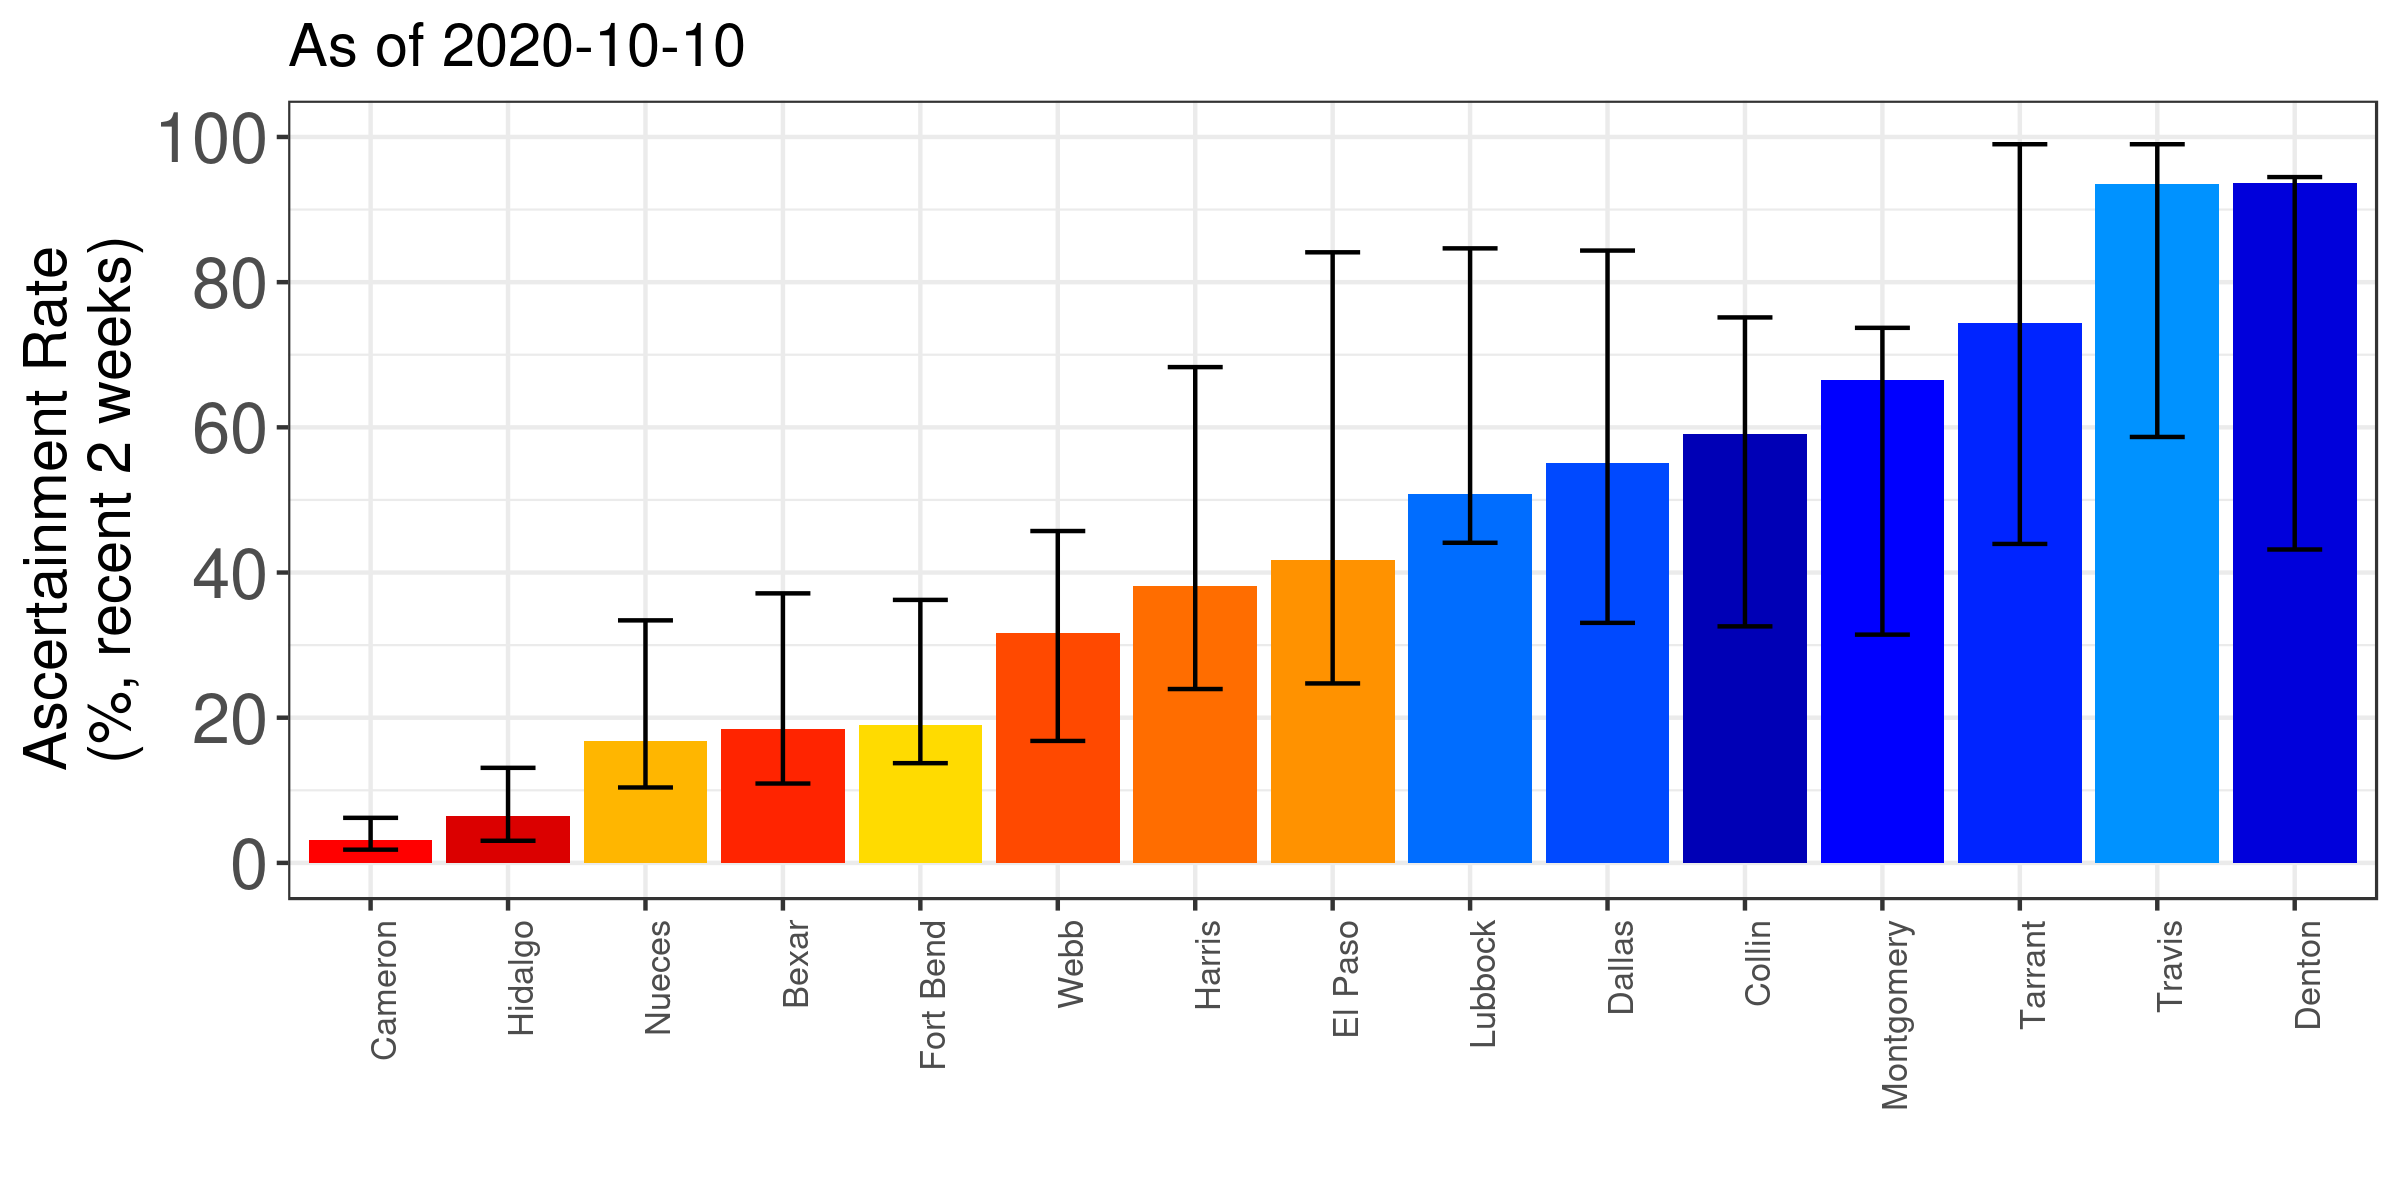 As of 2020-10-10
Ascertainment Rate
(%, recent 2 weeks)
100
80
60
40
20
0
Cameron
Hidalgo
Nueces
Bexar
Fort Bend
Webb
Harris
El Paso
Lubbock
Dallas
Collin
Montgomery
Tarrant
Travis
Denton